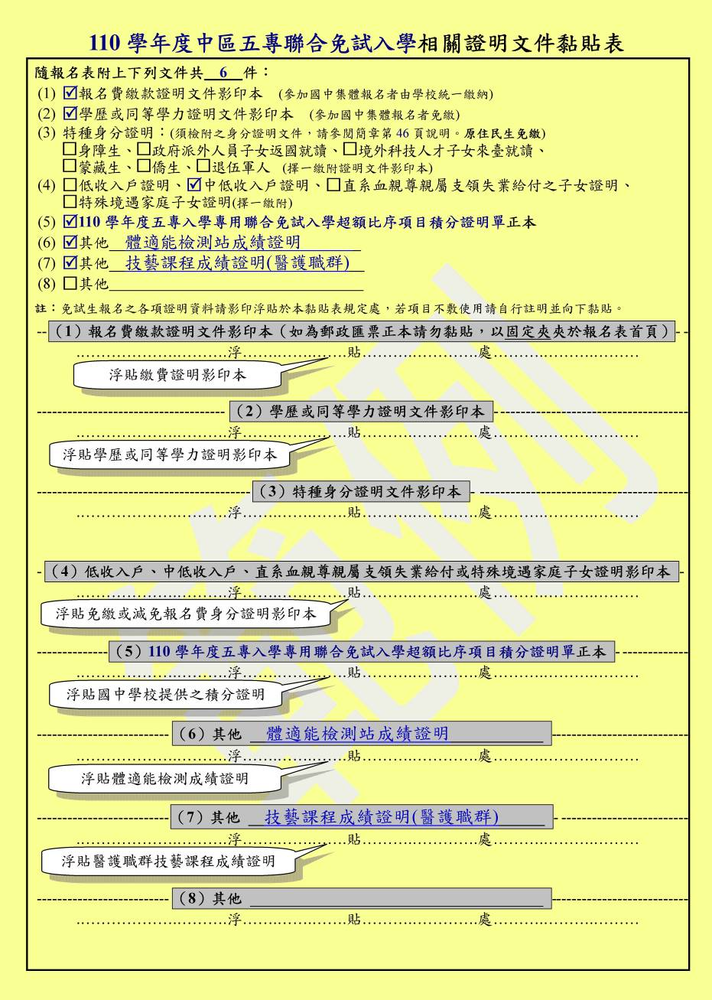 110 學年度中區五專聯合免試入學相關證明文件黏貼表
隨報名表附上下列文件共 6 件：
(1) ☑報名費繳款證明文件影印本 (參加國中集體報名者由學校統一繳納)
(2) ☑學歷或同等學力證明文件影印本 (參加國中集體報名者免繳)
(3) 特種身分證明：(須檢附之身分證明文件，請參閱簡章第 46 頁說明。原住民生免繳)
□身障生、□政府派外人員子女返國就讀、□境外科技人才子女來臺就讀、
□蒙藏生、□僑生、□退伍軍人 (擇一繳附證明文件影印本)
(4) □低收入戶證明、☑中低收入戶證明、□直系血親尊親屬支領失業給付之子女證明、
□特殊境遇家庭子女證明(擇一繳附)
(5) ☑110 學年度五專入學專用聯合免試入學超額比序項目積分證明單正本
(6) ☑其他 體適能檢測站成績證明
(7) ☑其他 技藝課程成績證明(醫護職群)
(8) □其他
註：免試生報名之各項證明資料請影印浮貼於本黏貼表規定處，若項目不敷使用請自行註明並向下黏貼。
（1）報名費繳款證明文件影印本（如為郵政匯票正本請勿黏貼，以固定夾夾於報名表首頁）
浮 貼 處
浮貼繳費證明影印本
（2）學歷或同等學力證明文件影印本
浮 貼 處
浮貼學歷或同等學力證明影印本
（3）特種身分證明文件影印本
浮 貼 處
（4）低收入戶、中低收入戶、直系血親尊親屬支領失業給付或特殊境遇家庭子女證明影印本
浮 貼 處
浮貼免繳或減免報名費身分證明影印本
（5）110 學年度五專入學專用聯合免試入學超額比序項目積分證明單正本
浮 貼 處
浮貼國中學校提供之積分證明
（6）其他 體適能檢測站成績證明
浮 貼 處
浮貼體適能檢測成績證明
（7）其他 技藝課程成績證明(醫護職群)
浮 貼 處
浮貼醫護職群技藝課程成績證明
（8）其他
浮 貼 處
範例